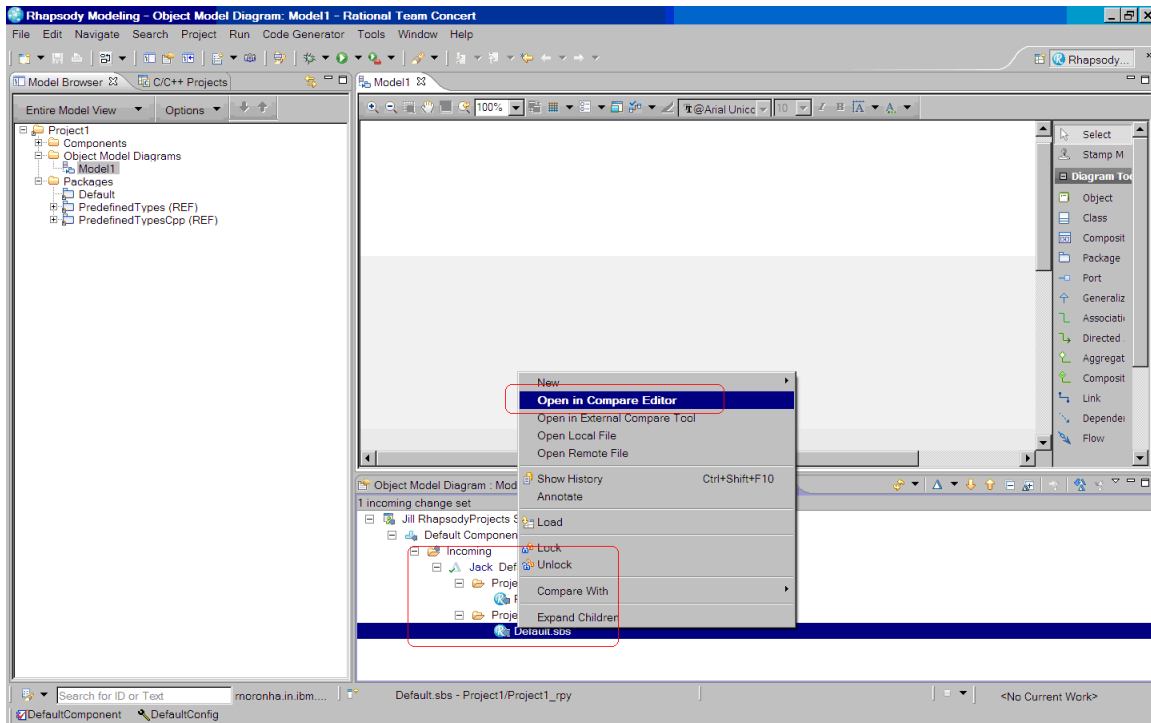 Rhapsody Modeling - Object Model Diagram: Model1 - Rational Team Concert
File Edit Navigate Search Project Run Code Generator Tools Window Help
Rhapsody...
Model Browser
C/C++ Projects
Model1
Entire Model View
Options
100%
@Arial Unicc
10
Project1
Components
Object Model Diagrams
Model1
Packages
Default
PredefinedTypes (REF)
PredefinedTypesCpp (REF)
Select
Stamp M
Diagram Too
Object
Class
Composit
Package
Port
Generaliz
Associati
Directed
Aggregat
Composit
Link
Depende
Flow
New
Open in Compare Editor
Open in External Compare Tool
Open Local File
Open Remote File
Show History Ctrl+Shift+F10
Annotate
Load
Lock
Unlock
Compare With
Expand Children
Object Model Diagram : Mod
1 incoming change set
Jill RhapsodyProjects S
Default Componen
Incoming
Jack Def
Proje
Proje
Default.sbs
Search for ID or Text
rnoronha.in.ibm....
Default.sbs - Project1/Project1_rpy
<No Current Work>
DefaultComponent
DefaultConfig